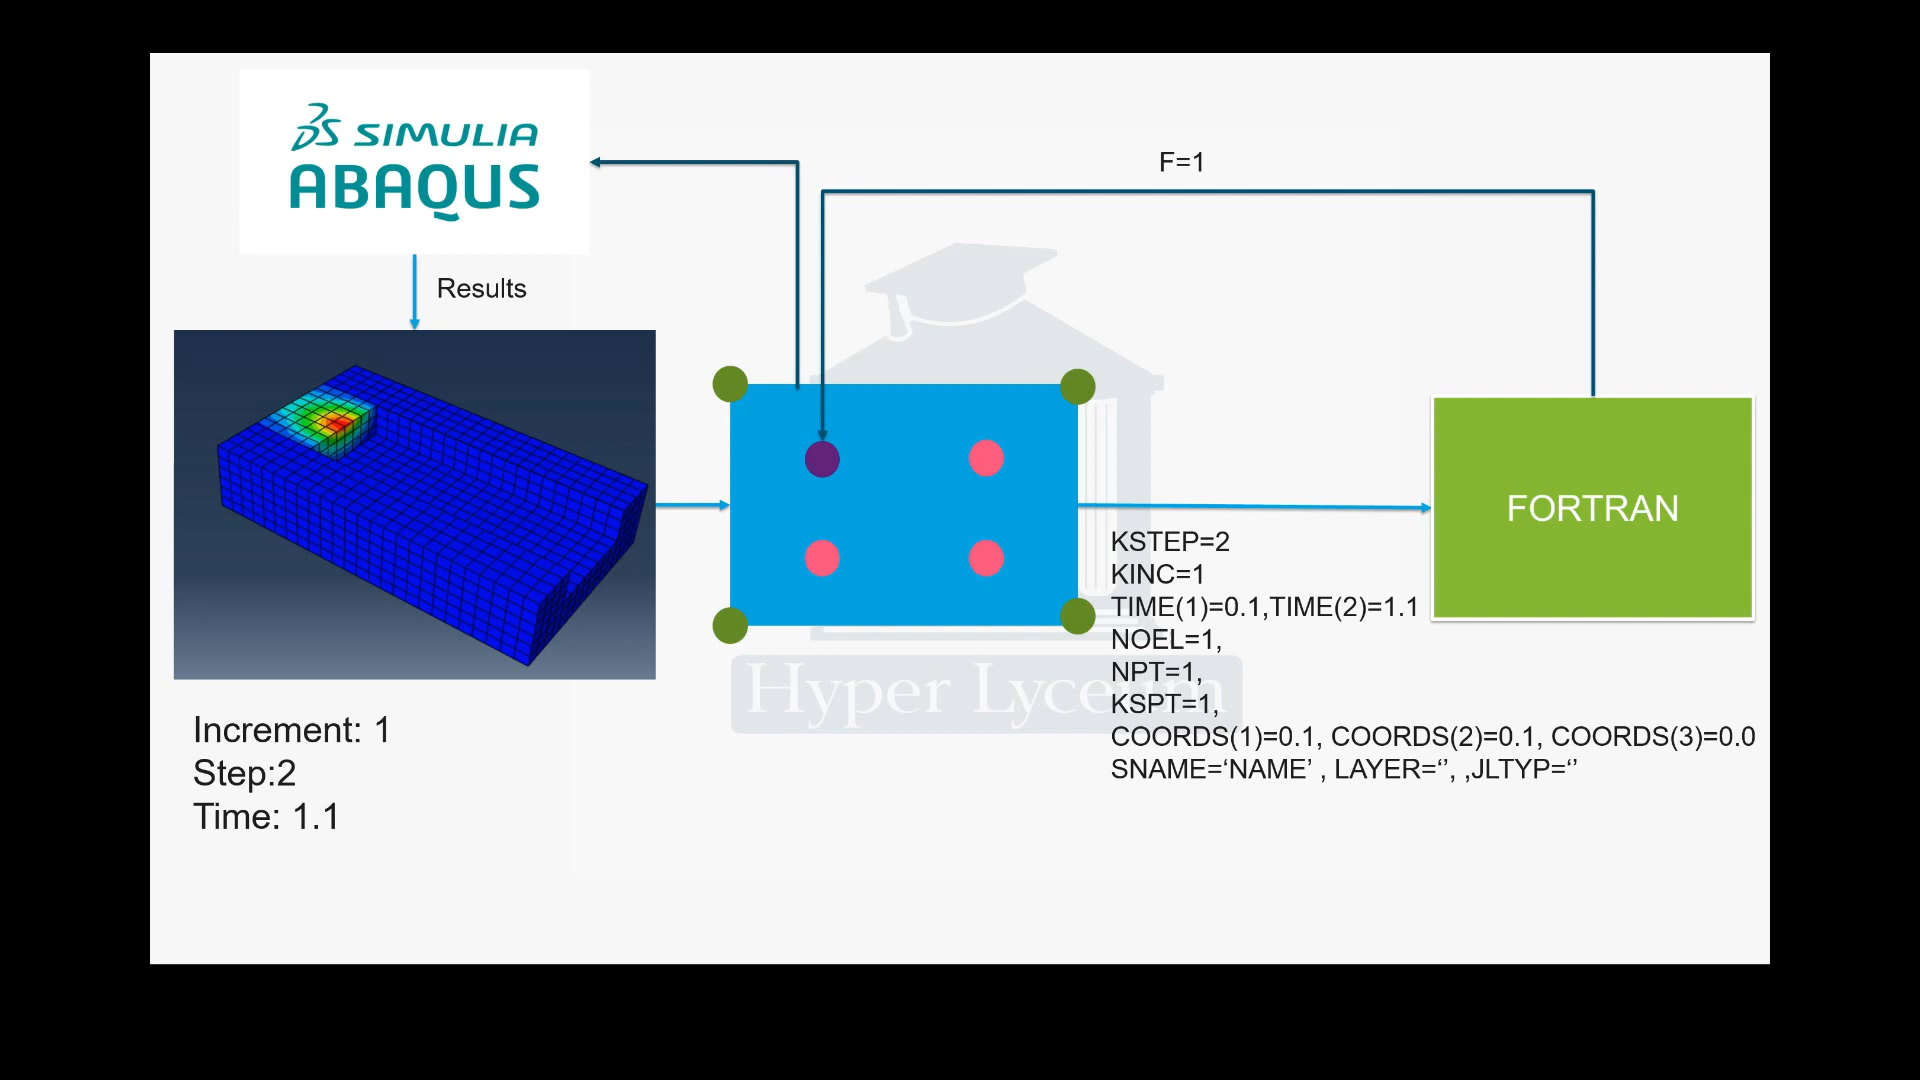 SIMULIA
ABAQUS
F=1
Results
FORTRAN
KSTEP=2
KINC=1
TIME(1)=0.1,TIME(2)=1.1
NOEL=1,
NPT=1,
KSPT=1,
COORDS(1)=0.1, COORDS(2)=0.1, COORDS(3)=0.0
SNAME=‘NAME’ , LAYER=‘’, ,JLTYP=‘’
Hyper Lyceum
Increment: 1
Step:2
Time: 1.1